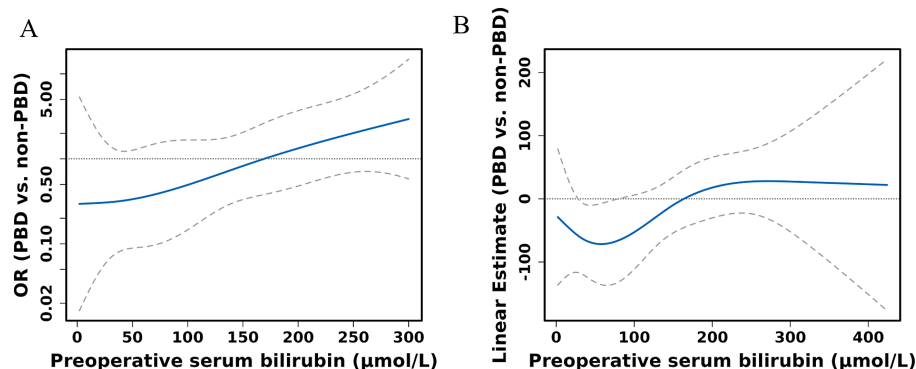 A
OR (PBD vs. non-PBD)
5.00
0.50
0.10
0.02
0 50 100 150 200 250 300
Preoperative serum bilirubin (μmol/L)
B
Linear Estimate (PBD vs. non-PBD)
200
100
0
-100
0 100 200 300 400
Preoperative serum bilirubin (μmol/L)